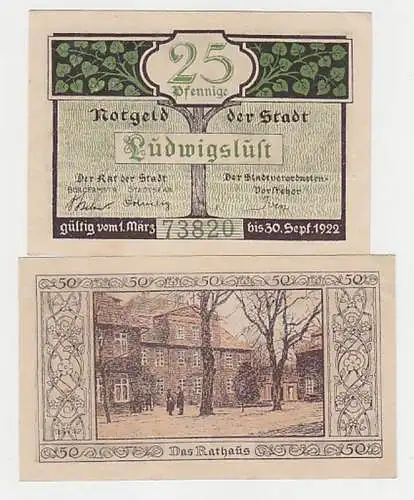 25
Pfennige
Notgeld der Stadt
Ludwigslust
Der Rat der Stadt
Der Stadtverordneten-
Vorsteher
gültig vom 1. März 73820 bis 30. Sept. 1922
50 50 50 50 50
Das Rathaus
50 50